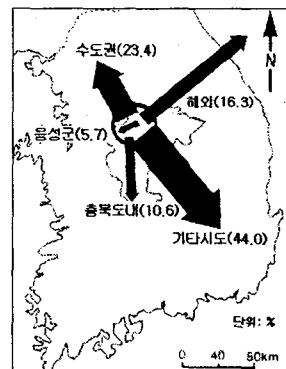 수도권(23.4)
N
해외(16.3)
음성군(5.7)
충북도내(10.6)
기타시도(44.0)
단위: %
0 40 80km